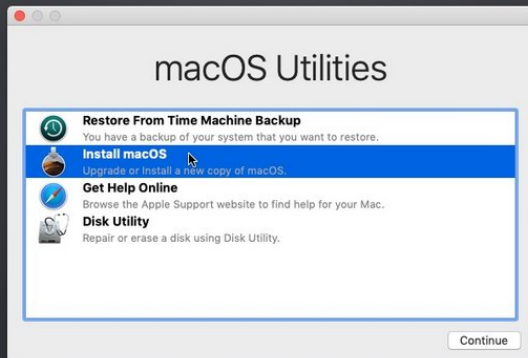 macOS Utilities
Restore From Time Machine Backup
You have a backup of your system that you want to restore.
Install macOS
Upgrade or Install a new copy of macOS.
Get Help Online
Browse the Apple Support website to find help for your Mac.
Disk Utility
Repair or erase a disk using Disk Utility.
Continue